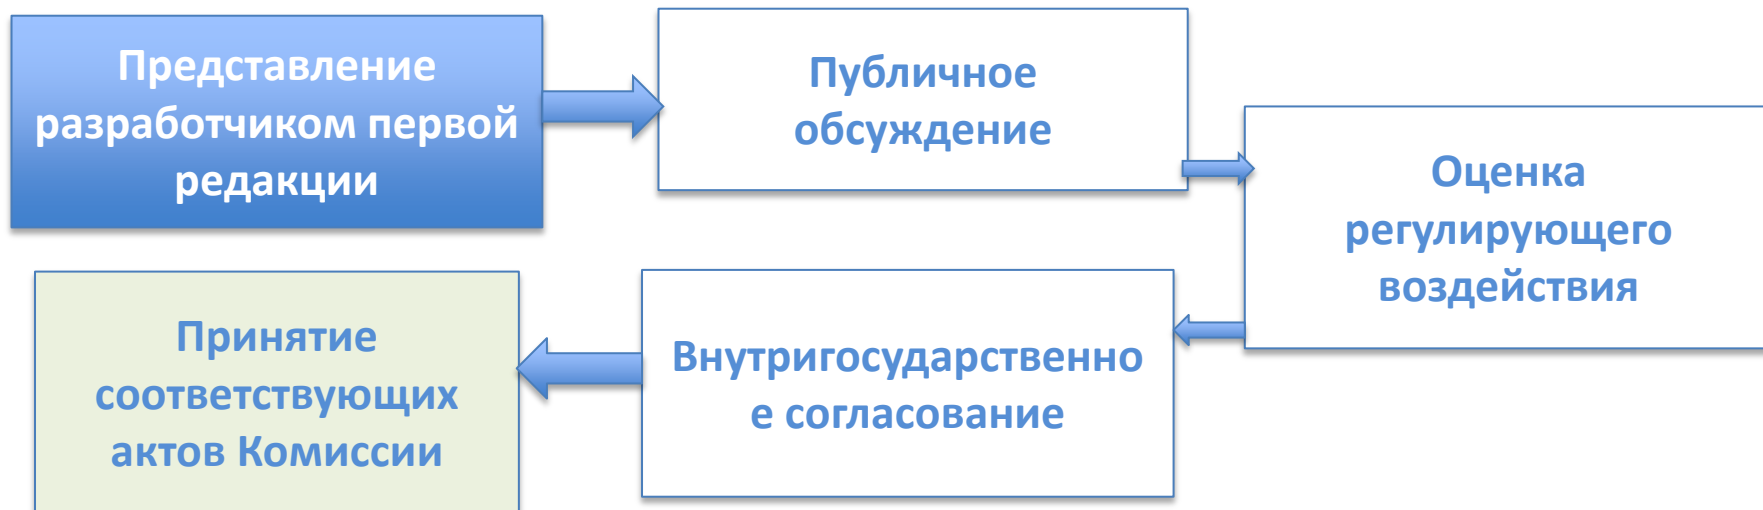 Представление
разработчиком первой
редакции
Публичное
обсуждение
Оценка
регулирующего
воздействия
Внутригосударственно
е согласование
Принятие
соответствующих
актов Комиссии